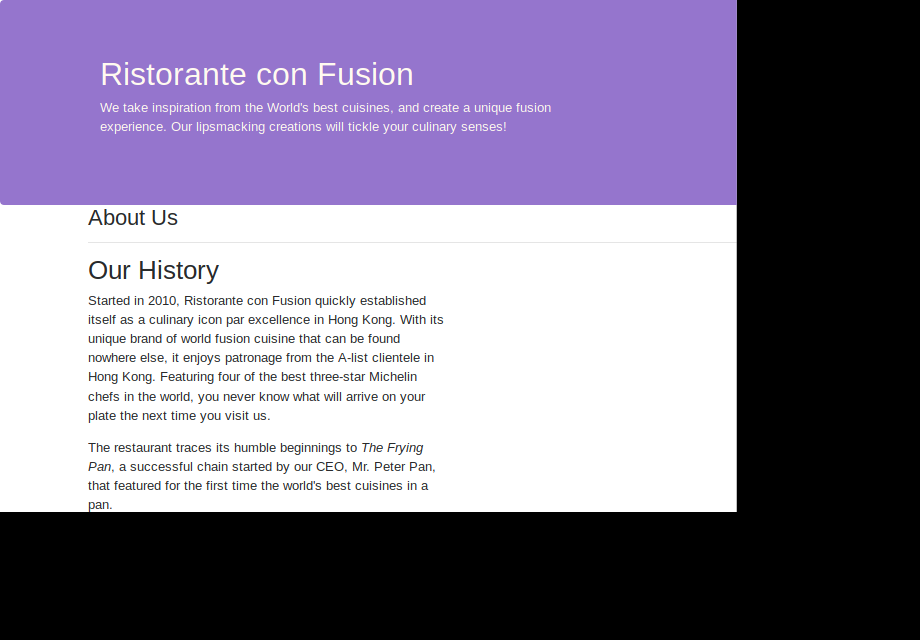 Ristorante con Fusion
We take inspiration from the World's best cuisines, and create a unique fusion
experience. Our lipsmacking creations will tickle your culinary senses!
About Us
Our History
Started in 2010, Ristorante con Fusion quickly established
itself as a culinary icon par excellence in Hong Kong. With its
unique brand of world fusion cuisine that can be found
nowhere else, it enjoys patronage from the A-list clientele in
Hong Kong. Featuring four of the best three-star Michelin
chefs in the world, you never know what will arrive on your
plate the next time you visit us.
The restaurant traces its humble beginnings to The Frying
Pan, a successful chain started by our CEO, Mr. Peter Pan,
that featured for the first time the world's best cuisines in a
pan.